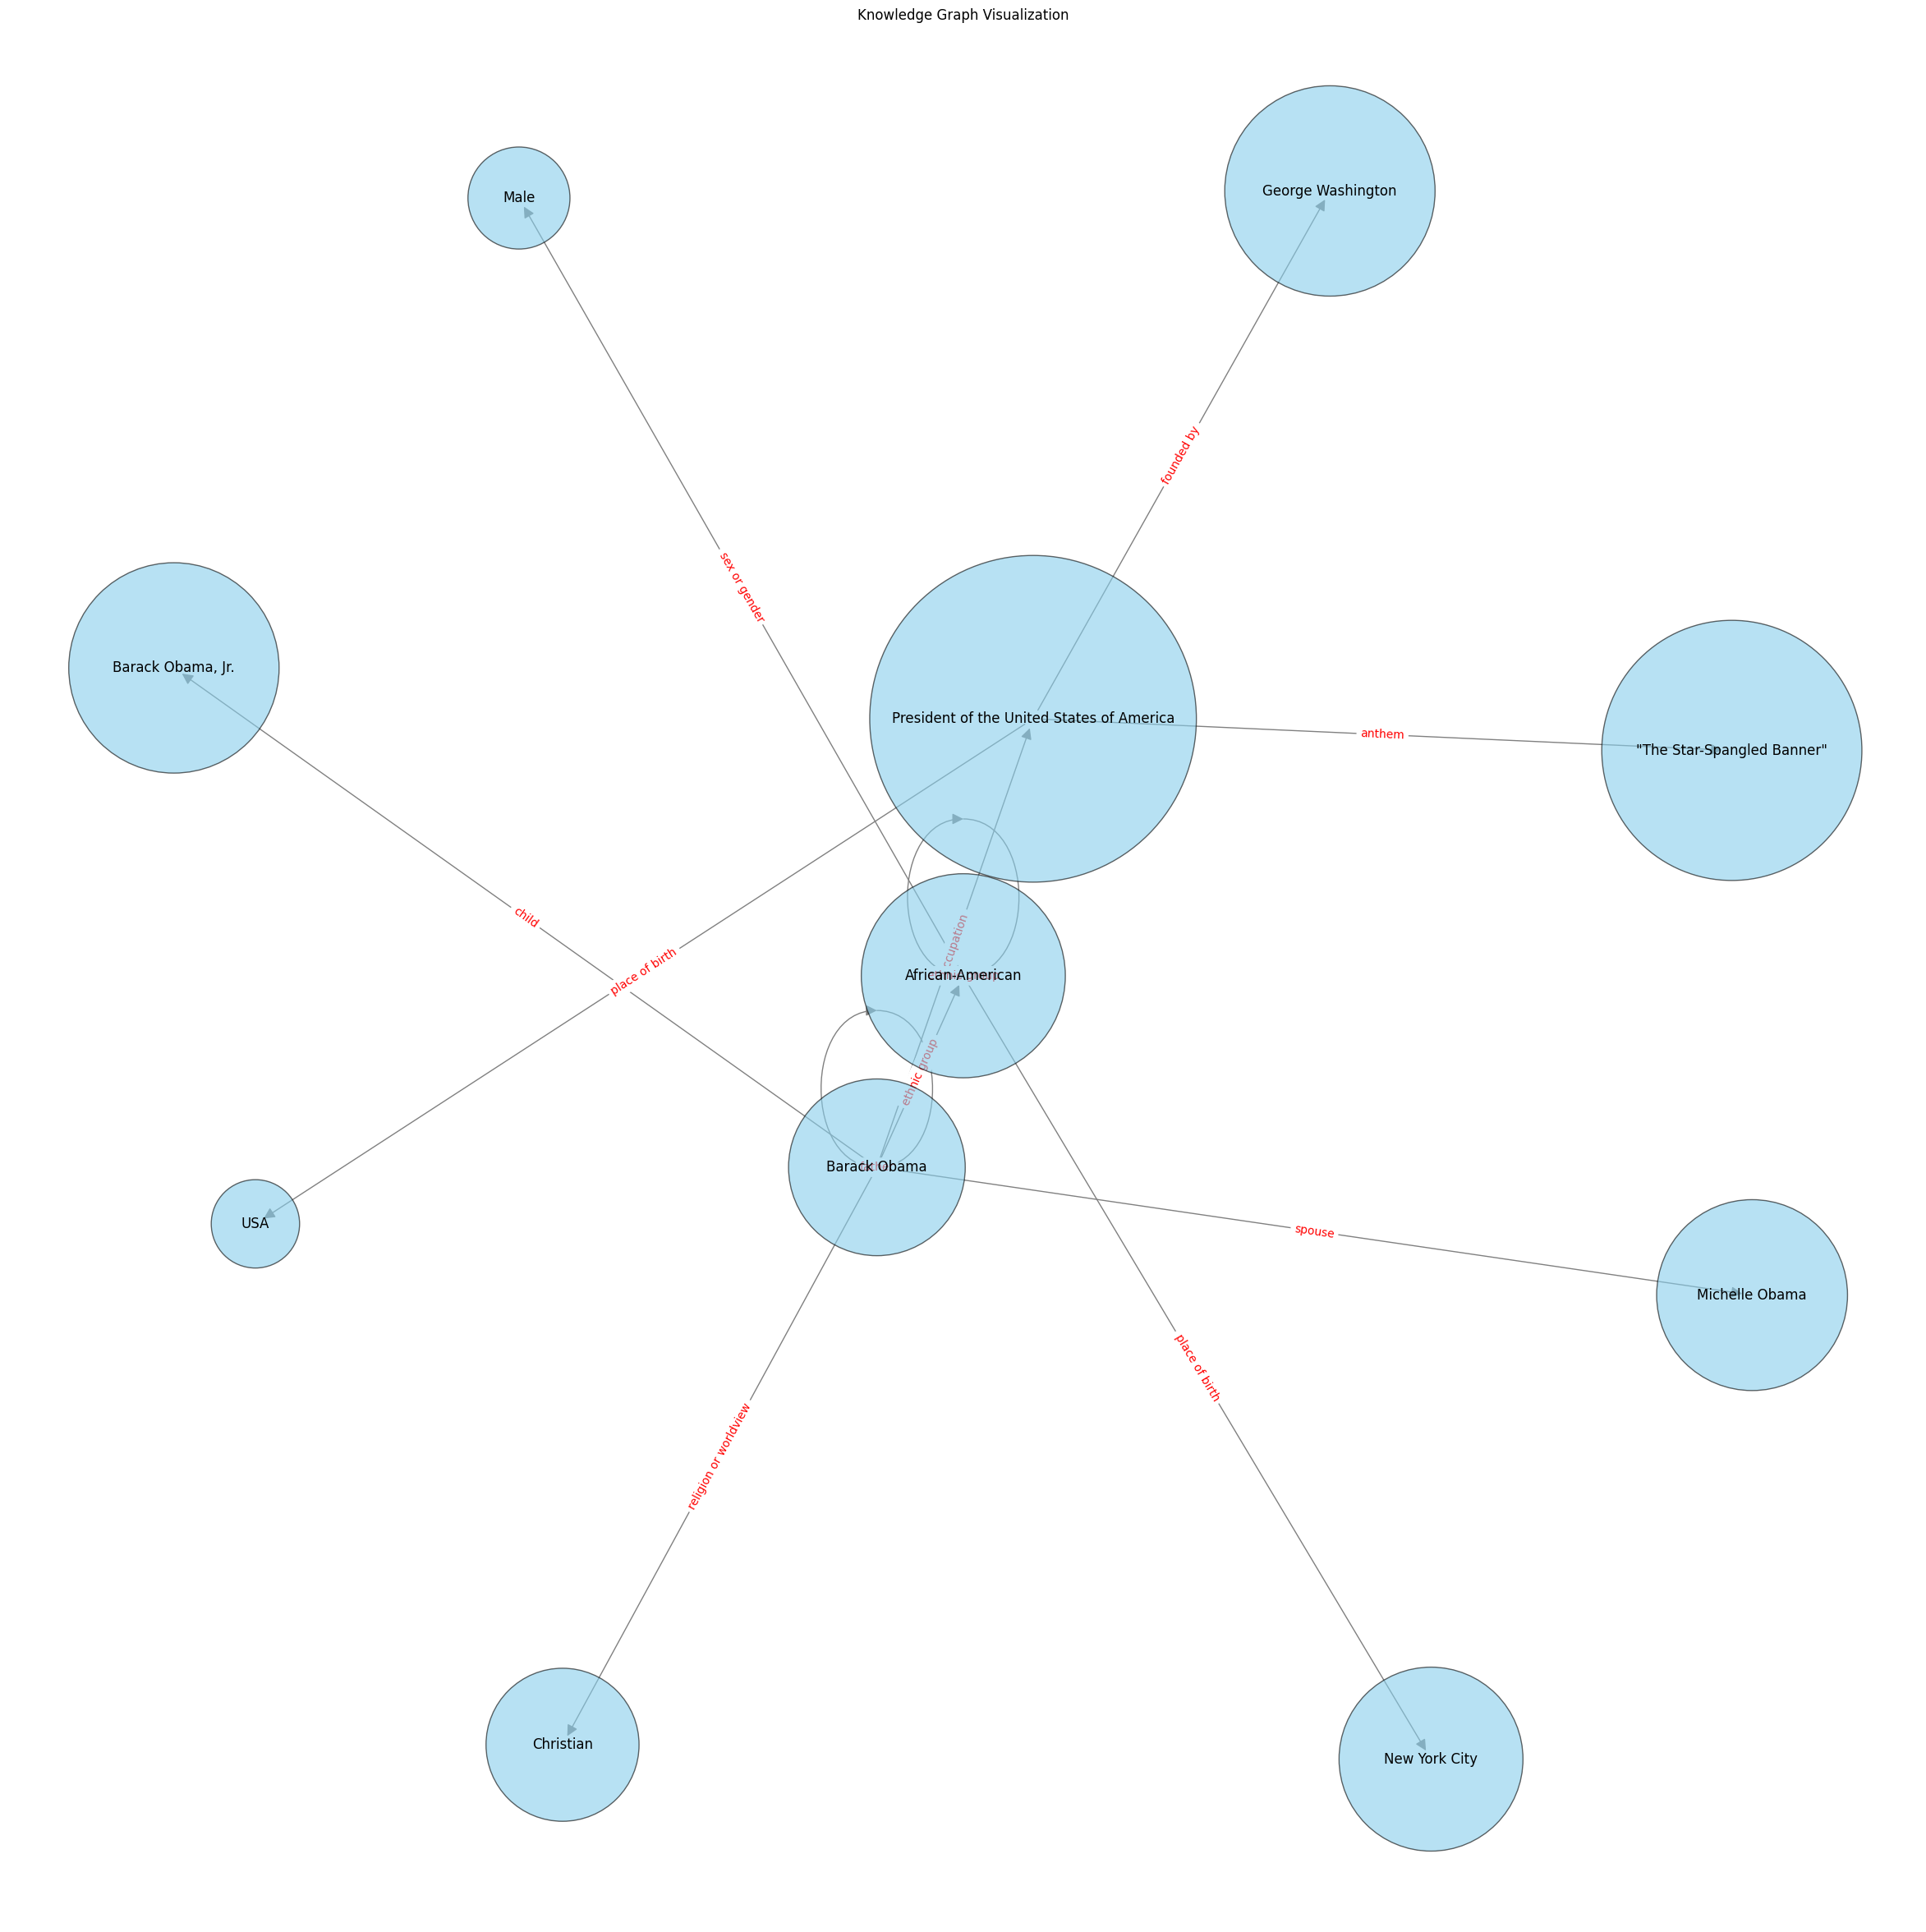 Knowledge Graph Visualization
George Washington
Male
founded by
sex or gender
Barack Obama, Jr.
President of the United States of America
anthem
"The Star-Spangled Banner"
child
place of birth
African-American
ethnic group
Barack Obama
USA
spouse
Michelle Obama
place of birth
religion or worldview
Christian
New York City